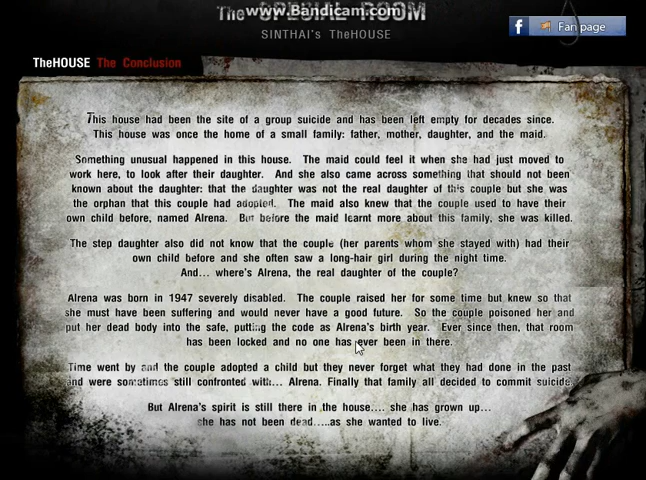 www.Bandicam.com
The SPECIAL ROOM
SINTHAI's TheHOUSE
f Fan page
TheHOUSE The Conclusion
This house had been the site of a group suicide and has been left empty for decades since.
This house was once the home of a small family: father, mother, daughter, and the maid.
Something unusual happened in this house. The maid could feel it when she had just moved to
work here, to look after their daughter. And she also came across something that should not been
known about the daughter: that the daughter was not the real daughter of this couple but she was
the orphan that this couple had adopted. The maid also knew that the couple used to have their
own child before, named Alrena. But before the maid learnt more about this family, she was killed.
The step daughter also did not know that the couple (her parents whom she stayed with) had their
own child before and she often saw a long-hair girl during the night time.
And... where's Alrena, the real daughter of the couple?
Alrena was born in 1947 severely disabled. The couple raised her for some time but knew so that
she must have been suffering and would never have a good future. So the couple poisoned her and
put her dead body into the safe, putting the code as Alrena's birth year. Ever since then, that room
has been locked and no one has ever been in there.
Time went by and the couple adopted a child but they never forget what they had done in the past
and were sometimes still confronted with... Alrena. Finally that family all decided to commit suicide.
But Alrena's spirit is still there in the house.... she has grown up...
she has not been dead.....as she wanted to live.